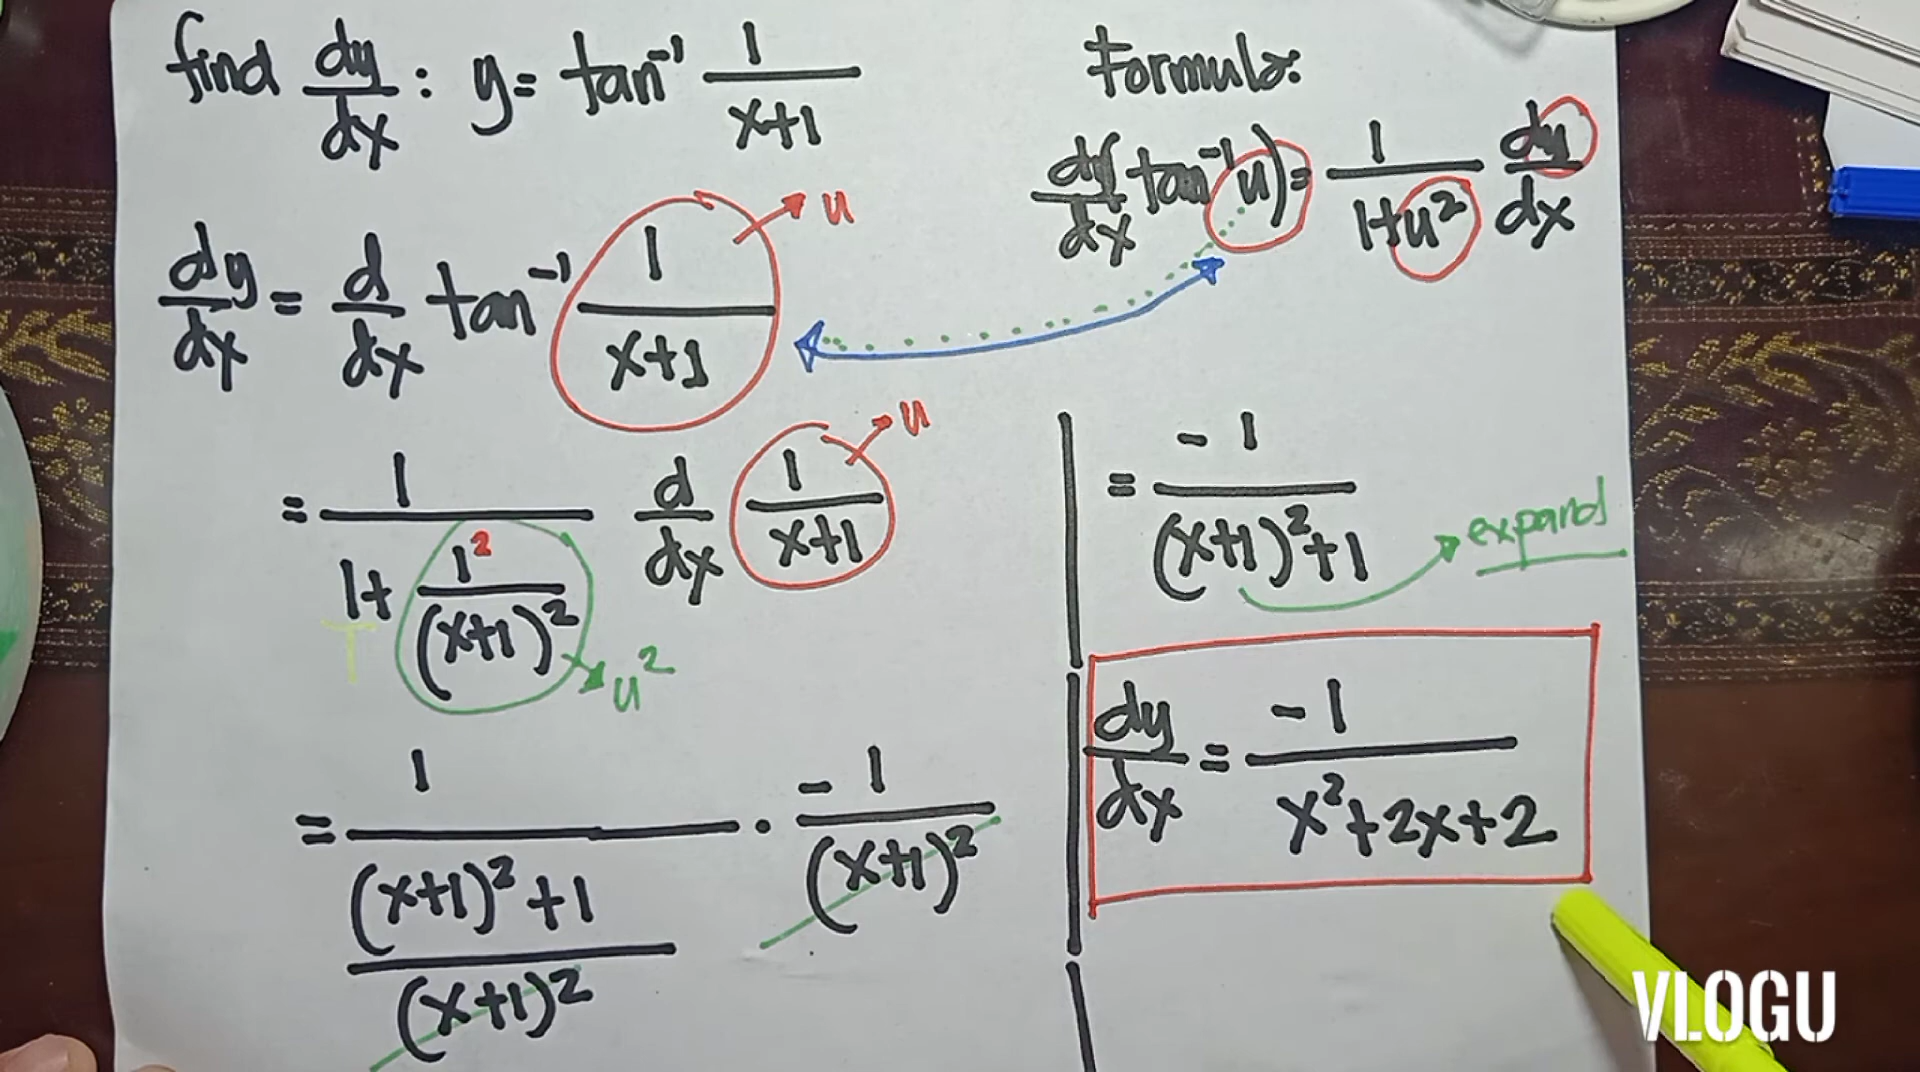 find dy/dx : y = tan⁻¹ 1/(x+1)
dy/dx = d/dx tan⁻¹ 1/(x+1) → u
= 1/(1+ 1²/(x+1)²) d/dx 1/(x+1) → u
→ u²
= 1/(((x+1)²+1)/(x+1)²) · -1/(x+1)²
Formula:
dy/dx(tan⁻¹ u) = 1/(1+u²) dy/dx
= -1/((x+1)²+1) → expand
dy/dx = -1/(x²+2x+2)
VLOGU